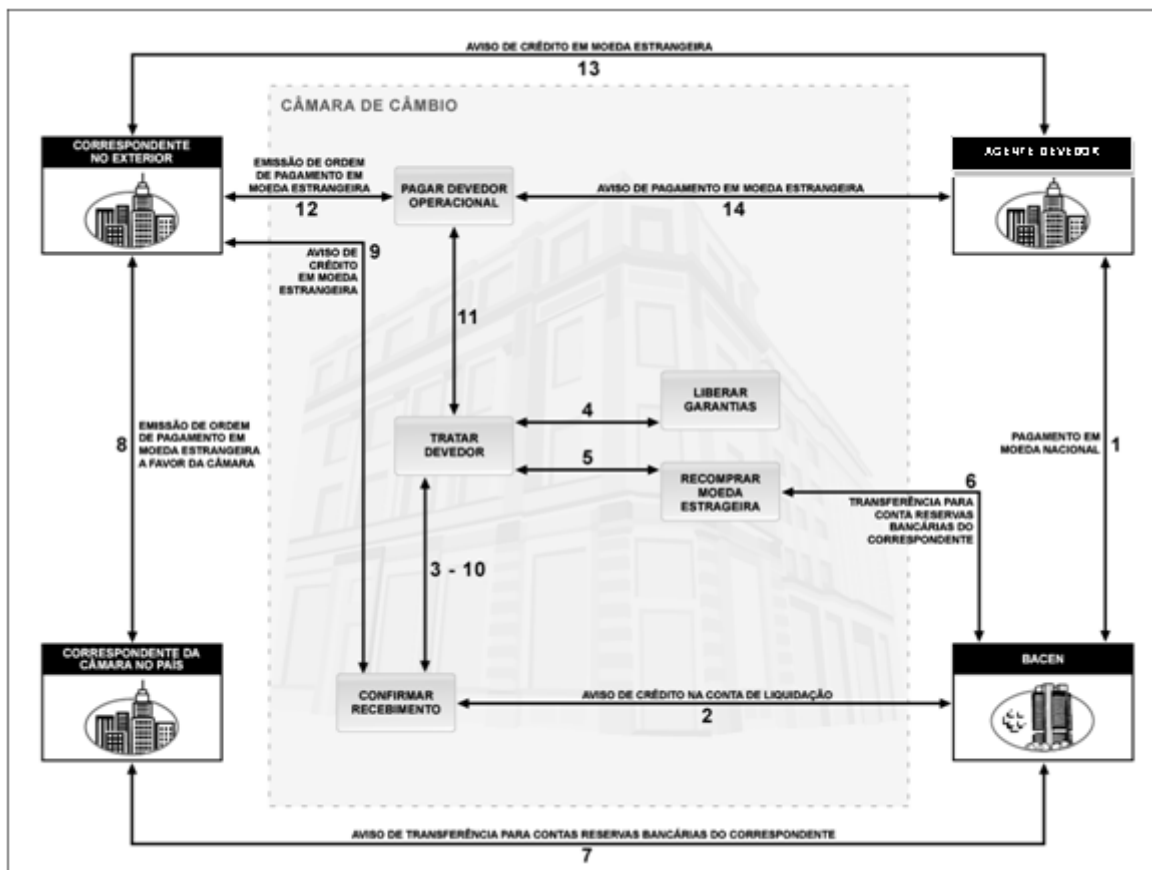 AVISO DE CRÉDITO EM MOEDA ESTRANGEIRA
13
CÂMARA DE CÂMBIO
CORRESPONDENTE
NO EXTERIOR
EMISSÃO DE ORDEM
DE PAGAMENTO EM
MOEDA ESTRANGEIRA
12
PAGAR DEVEDOR
OPERACIONAL
AVISO DE PAGAMENTO EM MOEDA ESTRANGEIRA
14
AGENTE DEVEDOR
9
AVISO DE
CRÉDITO
EM MOEDA
ESTRANGEIRA
11
8
EMISSÃO DE ORDEM
DE PAGAMENTO EM
MOEDA ESTRANGEIRA
A FAVOR DA CÂMARA
TRATAR
DEVEDOR
4
LIBERAR
GARANTIAS
5
RECOMPRAR
MOEDA
ESTRAGEIRA
PAGAMENTO EM
MOEDA NACIONAL
1
6
TRANSFERÊNCIA PARA
CONTA RESERVAS
BANCÁRIAS DO
CORRESPONDENTE
3 - 10
CORRESPONDENTE DA
CÂMARA NO PAÍS
CONFIRMAR
RECEBIMENTO
AVISO DE CRÉDITO NA CONTA DE LIQUIDAÇÃO
2
BACEN
AVISO DE TRANSFERÊNCIA PARA CONTAS RESERVAS BANCÁRIAS DO CORRESPONDENTE
7